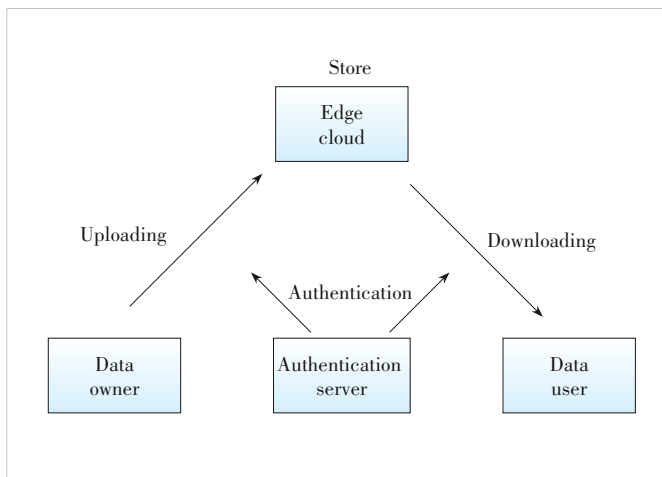 Store
Edge
cloud
Uploading
Downloading
Authentication
Data
owner
Authentication
server
Data
user